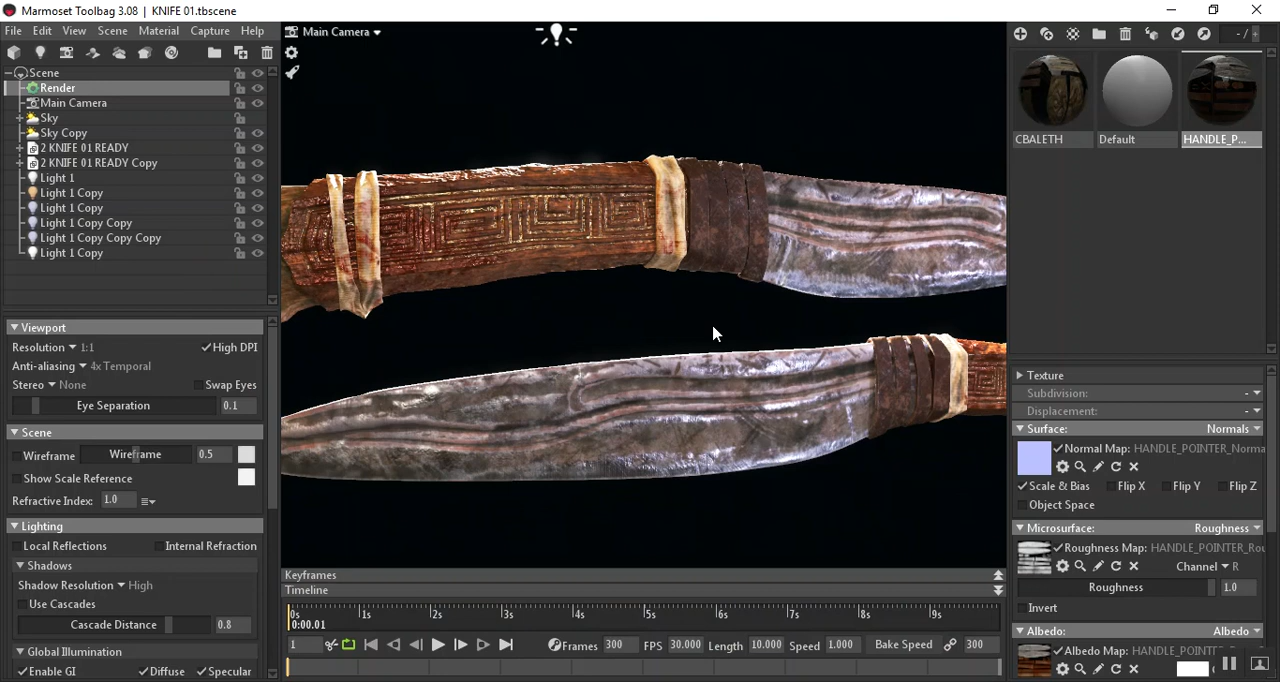 Marmoset Toolbag 3.08 | KNIFE 01.tbscene
File Edit View Scene Material Capture Help
Main Camera
- / +
Scene
Render
Main Camera
Sky
Sky Copy
2 KNIFE 01 READY
2 KNIFE 01 READY Copy
Light 1
Light 1 Copy
Light 1 Copy
Light 1 Copy Copy
Light 1 Copy Copy Copy
Light 1 Copy
CBALETH Default HANDLE_P...
Viewport
Resolution 1:1 High DPI
Anti-aliasing 4x Temporal
Stereo None Swap Eyes
Eye Separation 0.1
Scene
Wireframe Wireframe 0.5
Show Scale Reference
Refractive Index: 1.0
Lighting
Local Reflections Internal Refraction
Shadows
Shadow Resolution High
Use Cascades
Cascade Distance 0.8
Global Illumination
Enable GI Diffuse Specular
Keyframes
Timeline
0s 1s 2s 3s 4s 5s 6s 7s 8s 9s
0:00.01
1 Frames 300 FPS 30.000 Length 10.000 Speed 1.000 Bake Speed 300
Texture
Subdivision: -
Displacement: -
Surface: Normals
Normal Map: HANDLE_POINTER_Norma
Scale & Bias Flip X Flip Y Flip Z
Object Space
Microsurface: Roughness
Roughness Map: HANDLE_POINTER_Rou
Channel R
Roughness 1.0
Invert
Albedo: Albedo
Albedo Map: HANDLE_POINTER